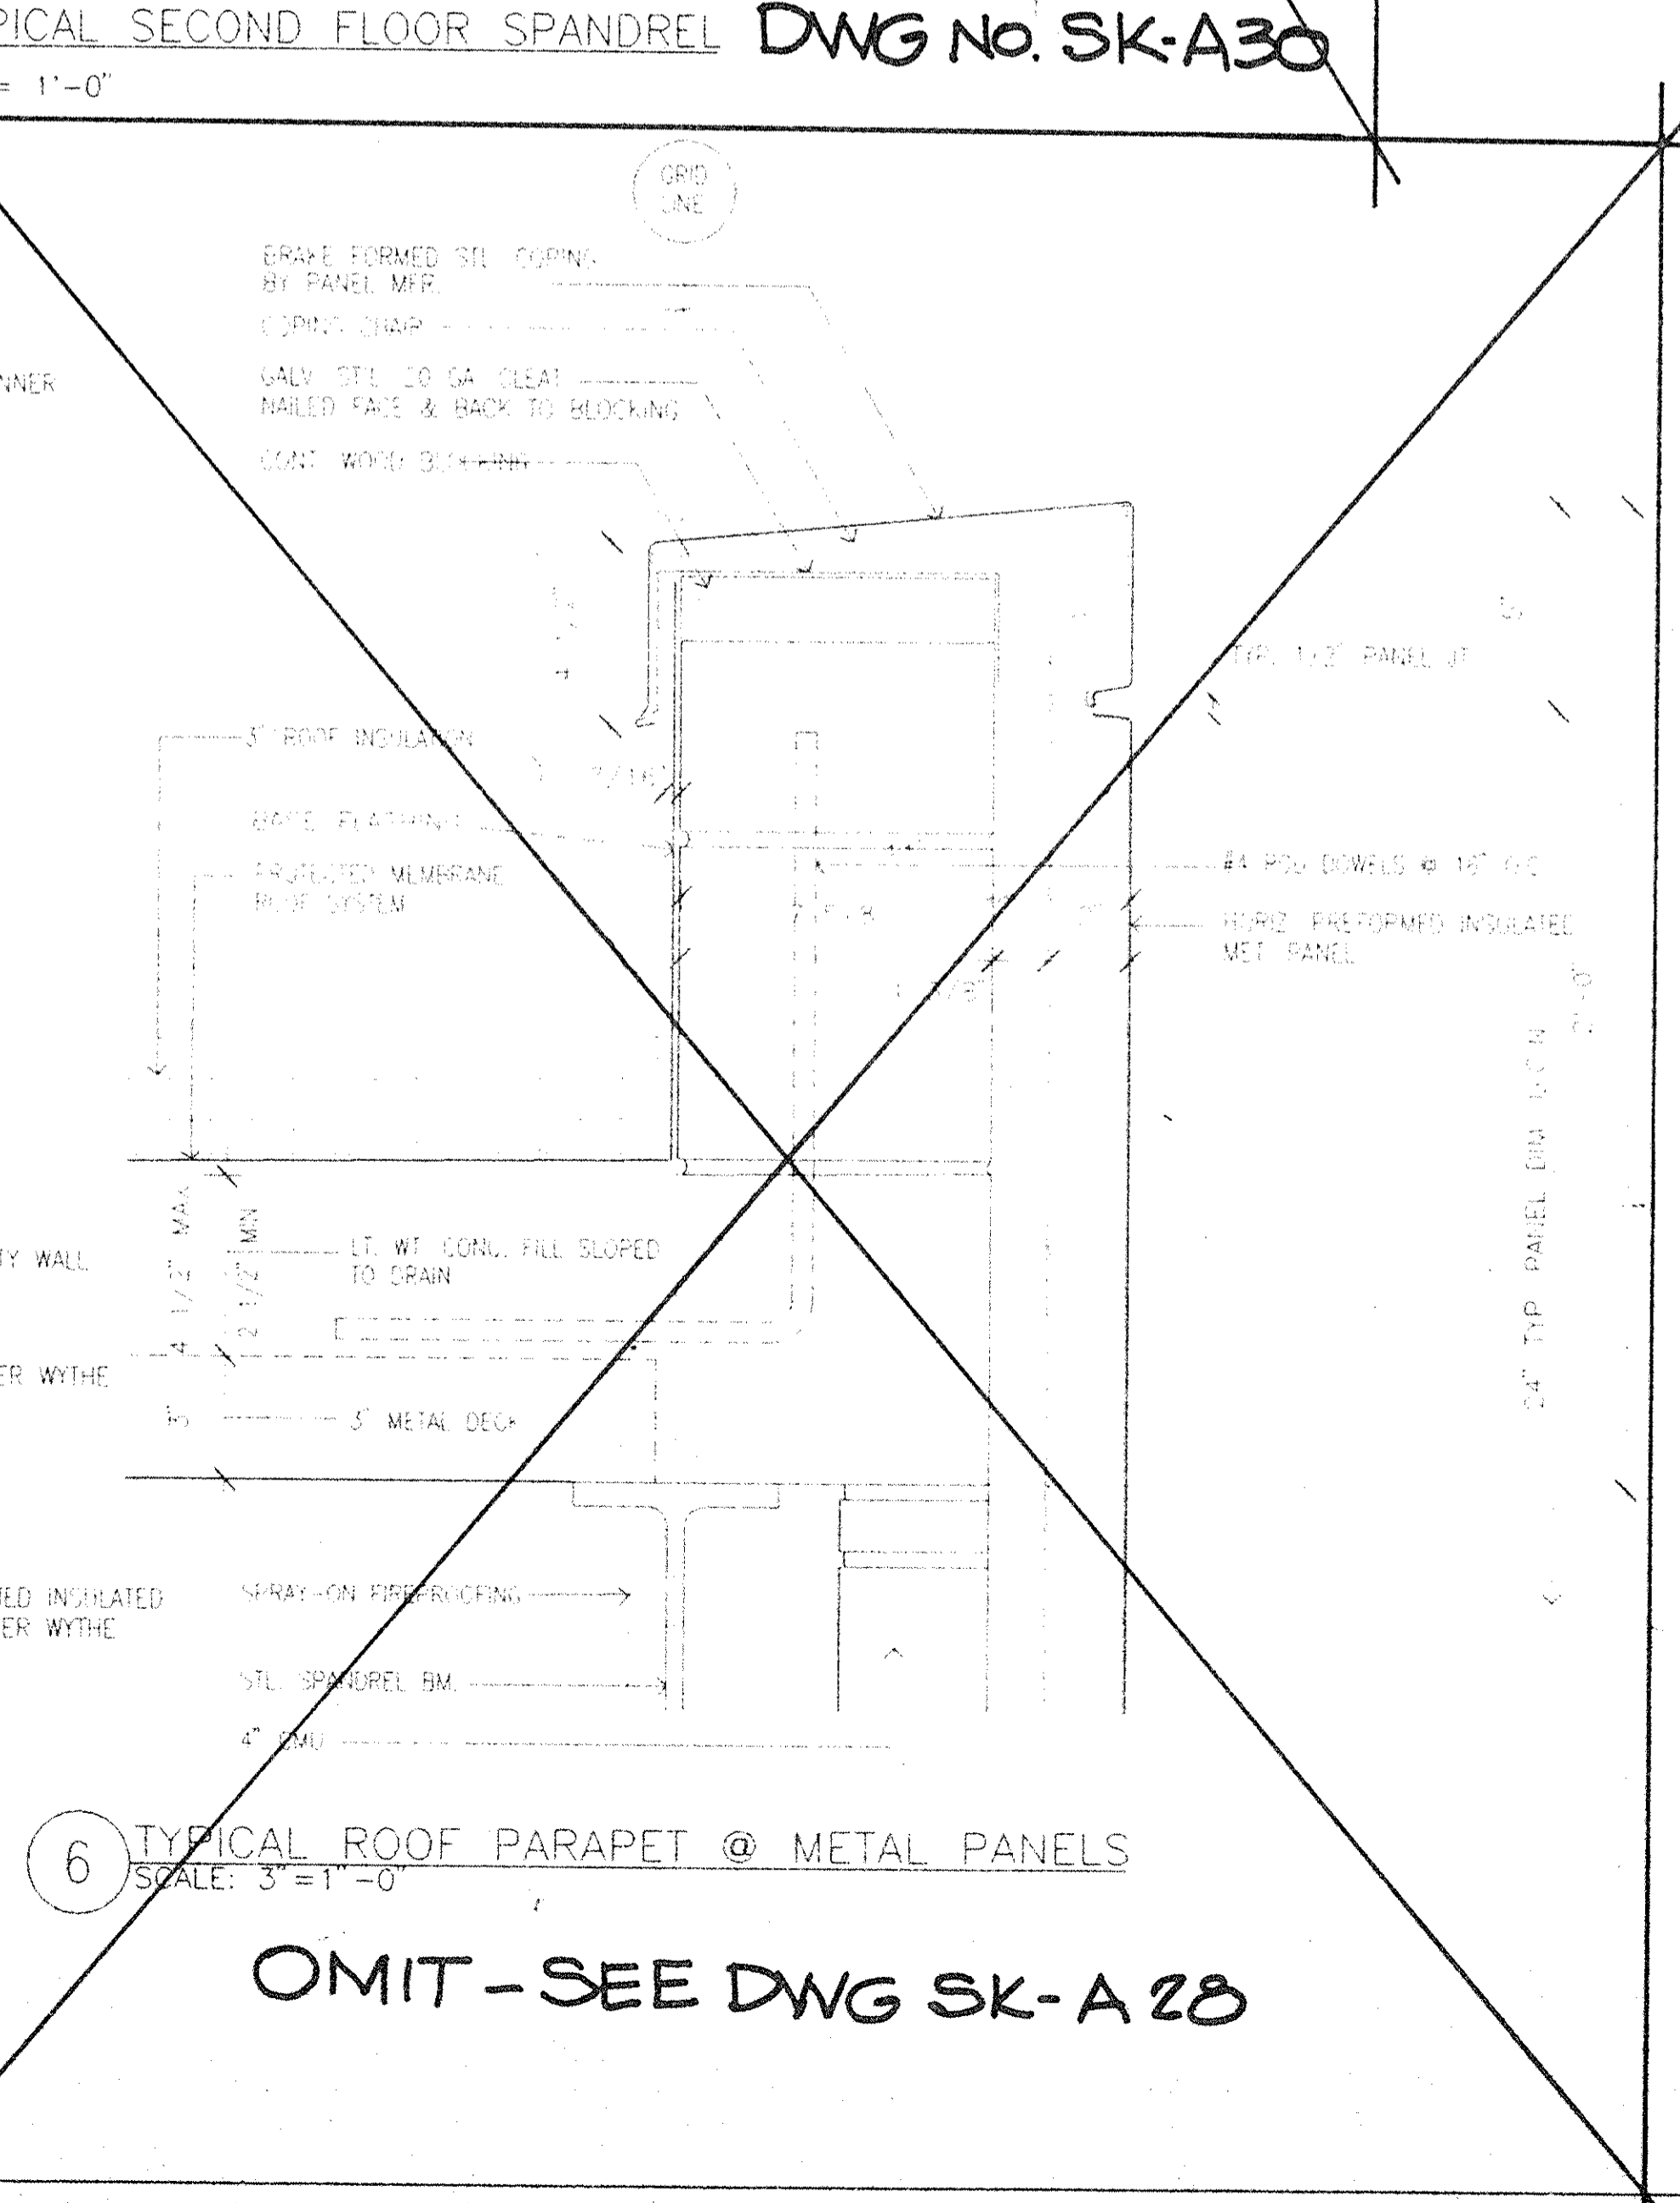 PICAL SECOND FLOOR SPANDREL DWG NO. SK-A30
= 1'-0"
GRID
LINE
BRAKE FORMED STL COPING
BY PANEL MFR.
COPING CHAIR
GALV STL 20 GA CLEAT
NAILED FACE & BACK TO BLOCKING
CONT WOOD BLOCKING
NNER
TYP. 1/2" PANEL JT
3" ROOF INSULATION
BASE FLASHING
PROTECTED MEMBRANE
ROOF SYSTEM
#4 ROD DOWELS @ 16" O.C
HORIZ PREFORMED INSULATED
MET PANEL
24" TYP PANEL DIM
4 1/2" MAX
2 1/2" MIN
LT. WT CONC. FILL SLOPED
TO DRAIN
TY WALL
ER WYTHE
3"
3" METAL DECK
TED INSULATED
ER WYTHE
SPRAY-ON FIREPROOFING
STL. SPANDREL BM.
4" CMU
6 TYPICAL ROOF PARAPET @ METAL PANELS
SCALE: 3"=1"-0"
OMIT - SEE DWG SK-A 28